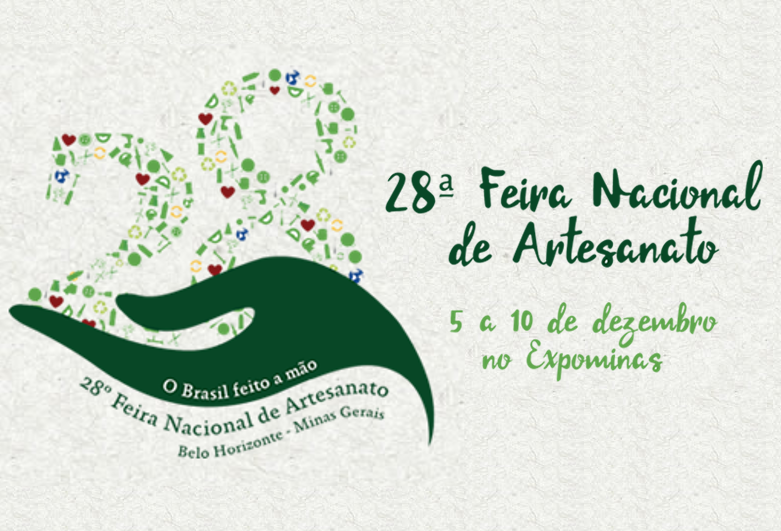 28ª Feira Nacional
de Artesanato
5 a 10 de dezembro
no Expominas
O Brasil feito a mão
28º Feira Nacional de Artesanato
Belo Horizonte - Minas Gerais